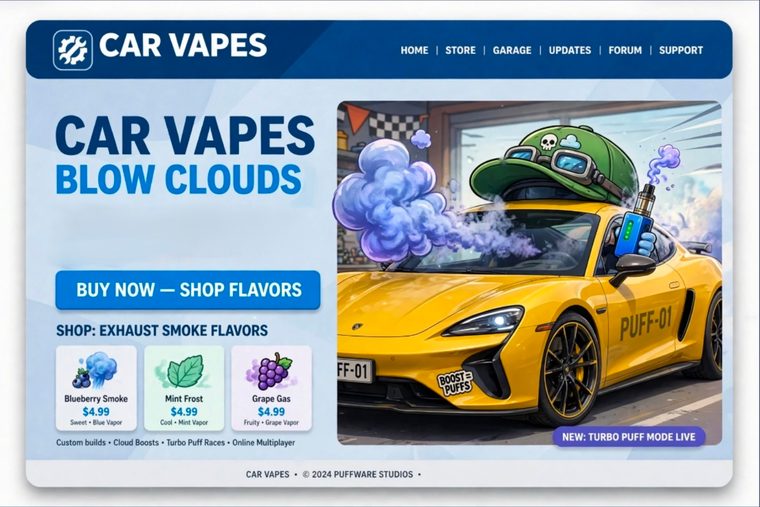 CAR VAPES
HOME | STORE | GARAGE | UPDATES | FORUM | SUPPORT
CAR VAPES
BLOW CLOUDS
BUY NOW — SHOP FLAVORS
SHOP: EXHAUST SMOKE FLAVORS
Blueberry Smoke
$4.99
Sweet • Blue Vapor
Mint Frost
$4.99
Cool • Mint Vapor
Grape Gas
$4.99
Fruity • Grape Vapor
Custom builds • Cloud Boosts • Turbo Puff Races • Online Multiplayer
PUFF-01
FF-01
BOOST=
PUFFS
NEW: TURBO PUFF MODE LIVE
CAR VAPES • © 2024 PUFFWARE STUDIOS •